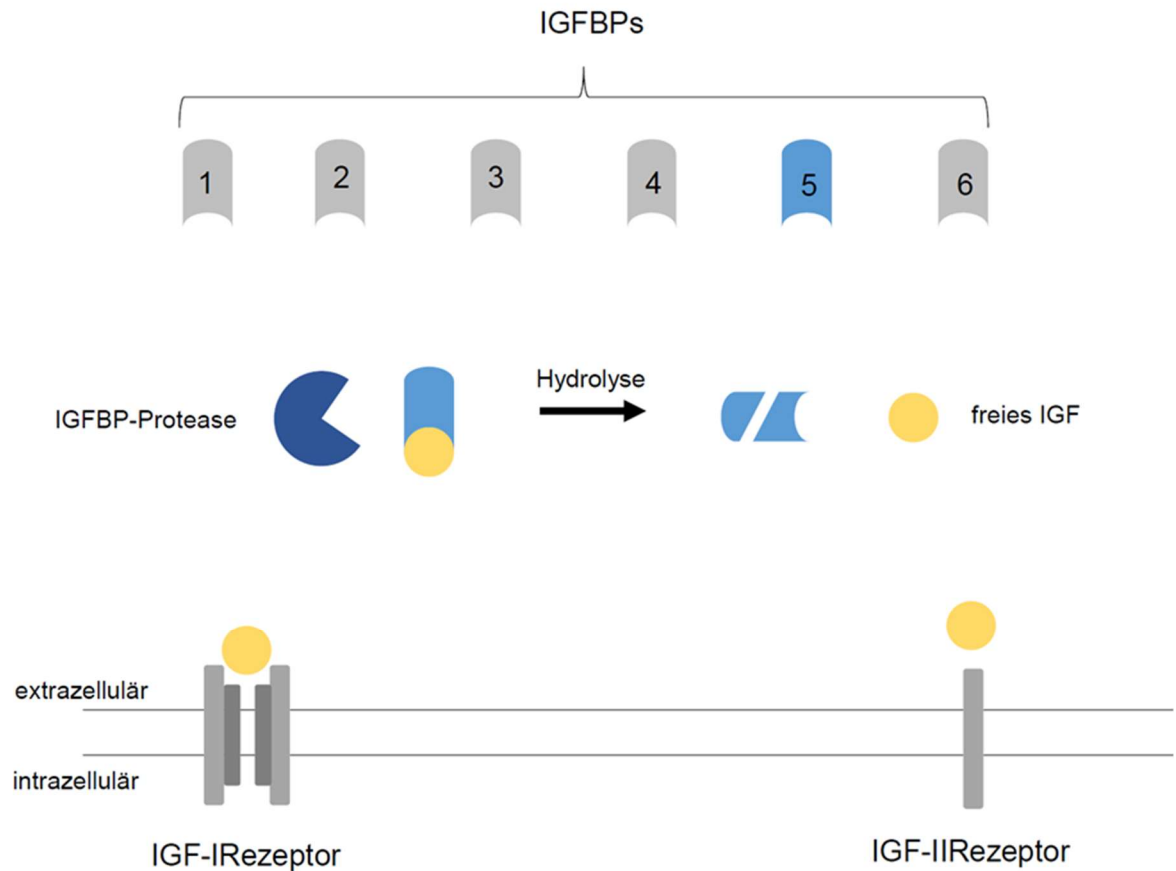 IGFBPs
1 2 3 4 5 6
Hydrolyse
IGFBP-Protease
freies IGF
extrazellulär
intrazellulär
IGF-IRezeptor
IGF-IIRezeptor